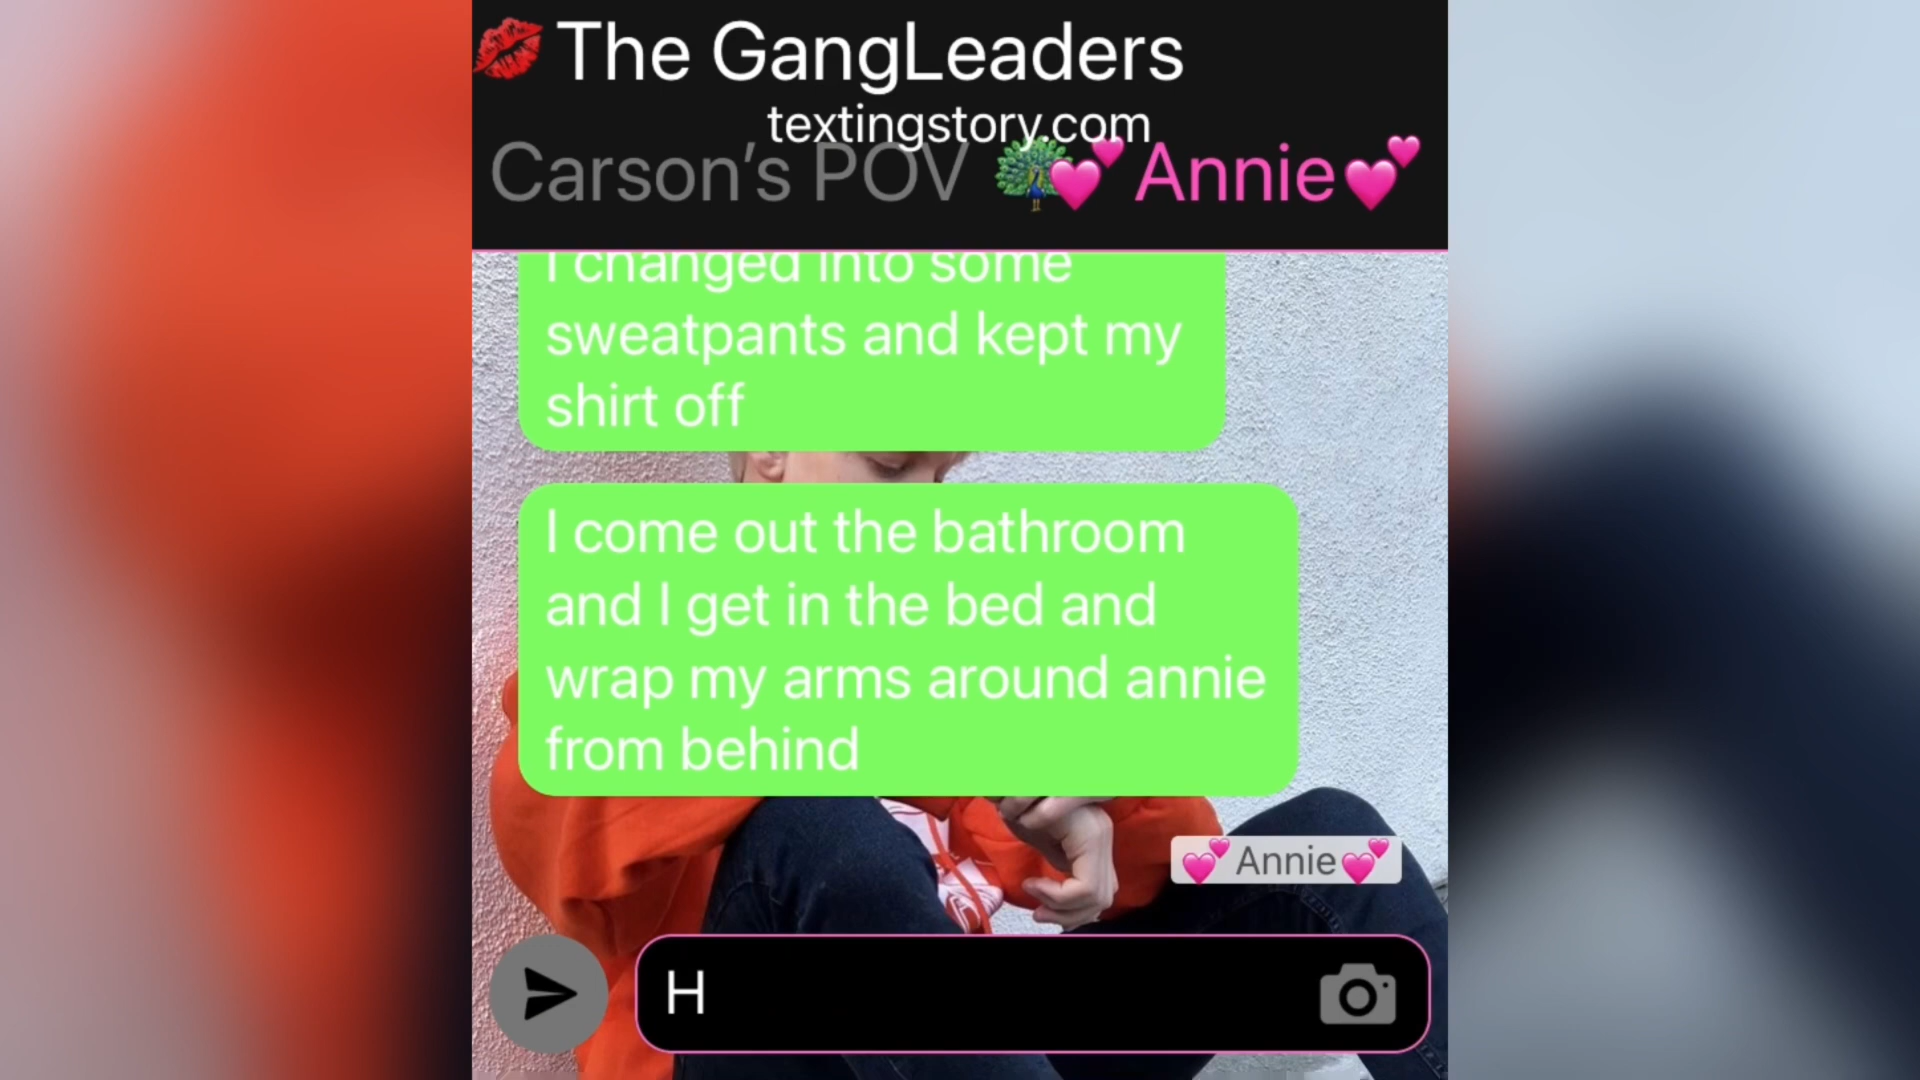 💋 The GangLeaders
textingstory.com
Carson’s POV 🦚💕 Annie💕
I changed into some
sweatpants and kept my
shirt off
I come out the bathroom
and I get in the bed and
wrap my arms around annie
from behind
💕 Annie💕
H